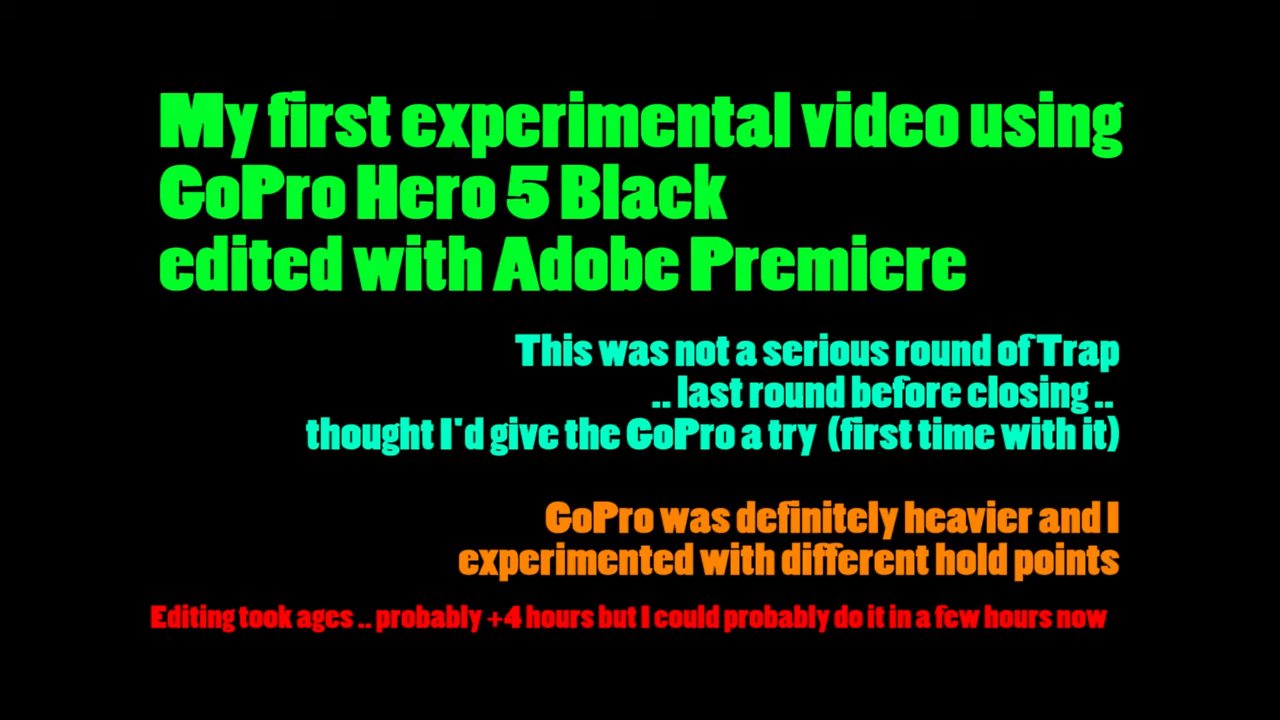 My first experimental video using
GoPro Hero 5 Black
edited with Adobe Premiere
This was not a serious round of Trap
.. last round before closing ..
thought I'd give the GoPro a try (first time with it)
GoPro was definitely heavier and I
experimented with different hold points
Editing took ages .. probably +4 hours but I could probably do it in a few hours now